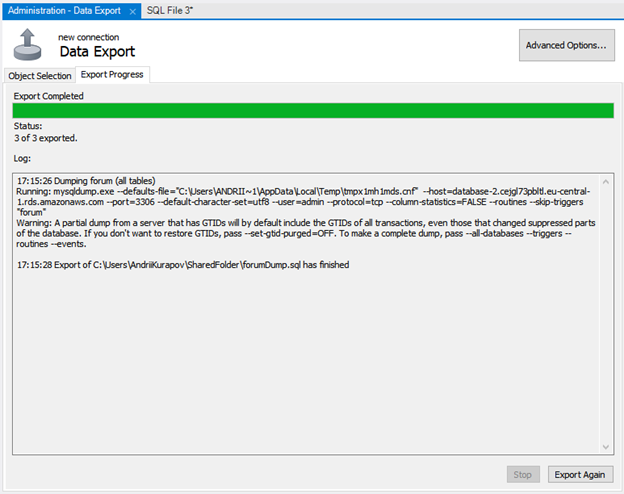 Administration - Data Export
SQL File 3*
new connection
Data Export
Advanced Options...
Object Selection
Export Progress
Export Completed
Status:
3 of 3 exported.
Log:
17:15:26 Dumping forum (all tables)
Running: mysqldump.exe --defaults-file="C:\Users\ANDRII~1\AppData\Local\Temp\tmpx1mh1mds.cnf"  --host=database-2.cejgl73pbltl.eu-central-
1.rds.amazonaws.com --port=3306 --default-character-set=utf8 --user=admin --protocol=tcp --column-statistics=FALSE --routines --skip-triggers
"forum"
Warning: A partial dump from a server that has GTIDs will by default include the GTIDs of all transactions, even those that changed suppressed parts
of the database. If you don't want to restore GTIDs, pass --set-gtid-purged=OFF. To make a complete dump, pass --all-databases --triggers --
routines --events.
17:15:28 Export of C:\Users\AndriiKurapov\SharedFolder\forumDump.sql has finished
Stop
Export Again